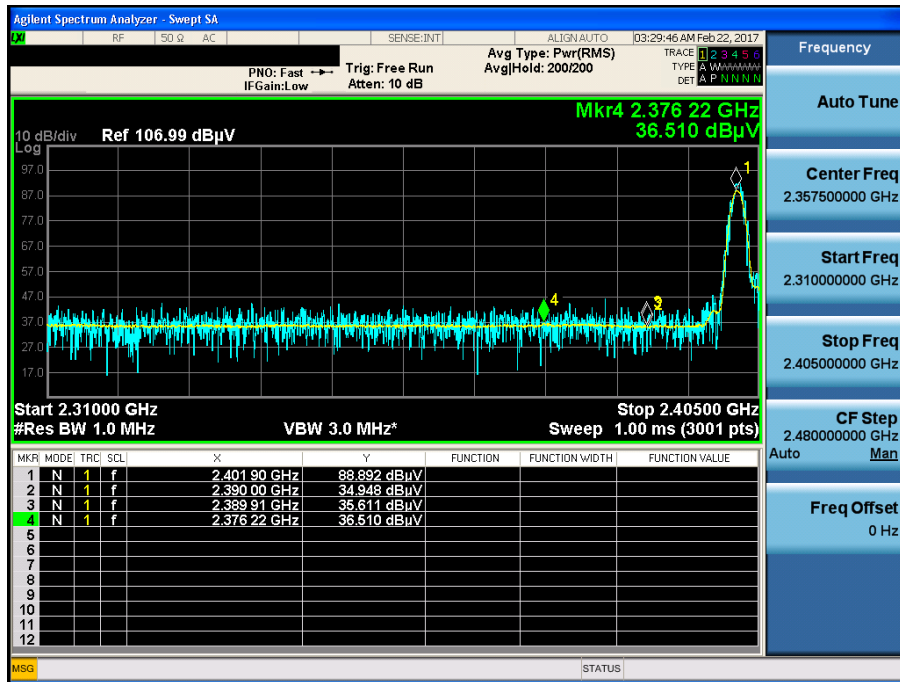 Agilent Spectrum Analyzer - Swept SA
LXI RF 50 Ω AC SENSE:INT ALIGN AUTO 03:29:46 AM Feb 22, 2017
PNO: Fast Trig: Free Run Avg Type: Pwr(RMS) TRACE 1 2 3 4 5 6
IFGain:Low Atten: 10 dB Avg|Hold: 200/200 TYPE A WWWWW
DET A P N N N N
Mkr4 2.376 22 GHz
36.510 dBµV
10 dB/div Ref 106.99 dBµV
Log
97.0
87.0
77.0
67.0
57.0
47.0
37.0
27.0
17.0
1
4
3
Start 2.31000 GHz Stop 2.40500 GHz
#Res BW 1.0 MHz VBW 3.0 MHz* Sweep 1.00 ms (3001 pts)
MKR MODE TRC SCL X Y FUNCTION FUNCTION WIDTH FUNCTION VALUE
1 N 1 f 2.401 90 GHz 88.892 dBµV
2 N 1 f 2.390 00 GHz 34.948 dBµV
3 N 1 f 2.389 91 GHz 35.611 dBµV
4 N 1 f 2.376 22 GHz 36.510 dBµV
5
6
7
8
9
10
11
12
MSG STATUS
Frequency
Auto Tune
Center Freq
2.357500000 GHz
Start Freq
2.310000000 GHz
Stop Freq
2.405000000 GHz
CF Step
2.480000000 GHz
Auto Man
Freq Offset
0 Hz